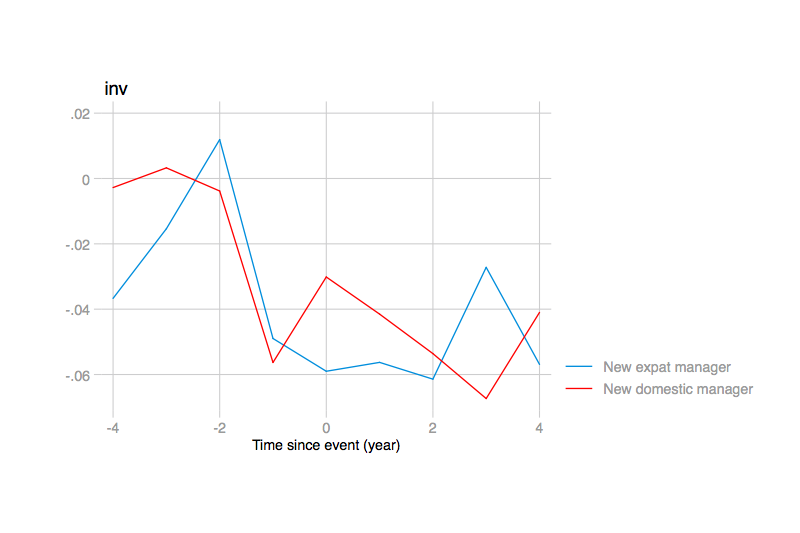 inv
.02
0
-.02
-.04
-.06
-4 -2 0 2 4
Time since event (year)
New expat manager
New domestic manager